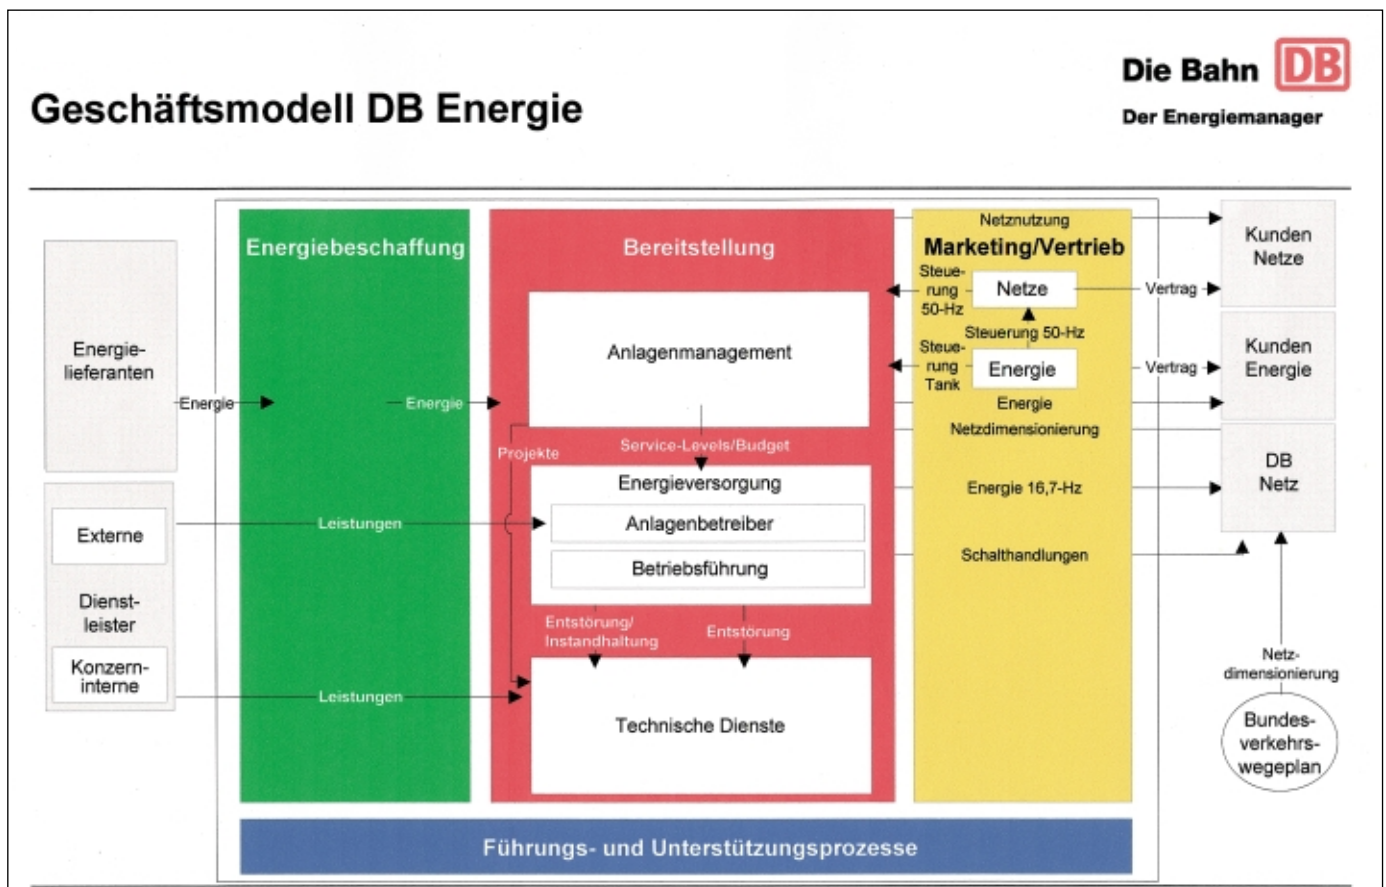 Die Bahn DB
Geschäftsmodell DB Energie
Der Energiemanager
Energie-
lieferanten
Externe
Dienst-
leister
Konzern-
interne
Energie
Energiebeschaffung
Energie
Leistungen
Leistungen
Bereitstellung
Anlagenmanagement
Projekte
Service-Levels/Budget
Energieversorgung
Anlagenbetreiber
Betriebsführung
Entstörung/
Instandhaltung
Entstörung
Technische Dienste
Netznutzung
Marketing/Vertrieb
Steue-
rung
50-Hz
Netze
Vertrag
Steuerung 50-Hz
Steue-
rung
Tank
Energie
Vertrag
Energie
Netzdimensionierung
Energie 16,7-Hz
Schalthandlungen
Kunden
Netze
Kunden
Energie
DB
Netz
Netz-
dimensionierung
Bundes-
verkehrs-
wegeplan
Führungs- und Unterstützungsprozesse